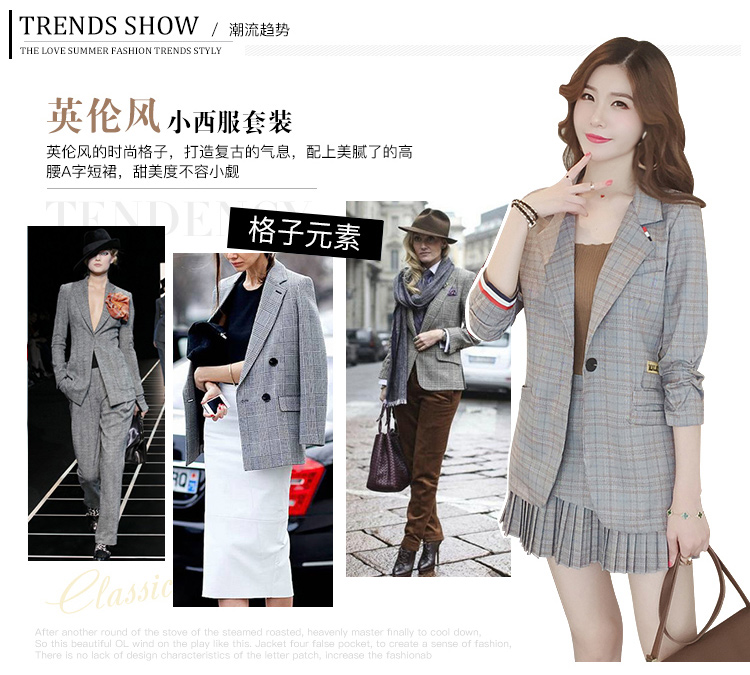 TRENDS SHOW / 潮流趋势
THE LOVE SUMMER FASHION TRENDS STYLY
英伦风 小西服套装
英伦风的时尚格子，打造复古的气息，配上美腻了的高
腰A字短裙，甜美度不容小觑
TENDENCY
格子元素
Classic
After another round of the stove of the steamed roasted, heavenly master finally to cool down,
So this beautiful OL wind on the play like this. Jacket four false pocket, to create a sense of fashion,
There is no lack of design characteristics of the letter patch, increase the fashionab